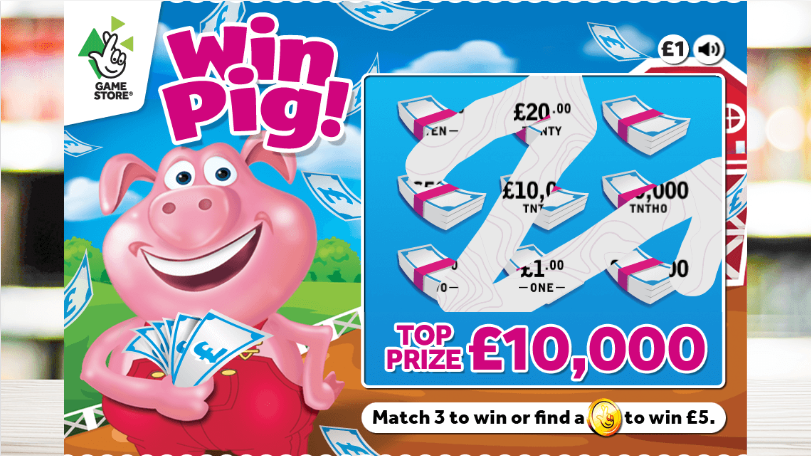 GAME
STORE®
Win
Pig!
£1
£20.00
£10,0
TNT
,000
TNTHO
£1.00
—ONE—
TOP
PRIZE £10,000
Match 3 to win or find a to win £5.